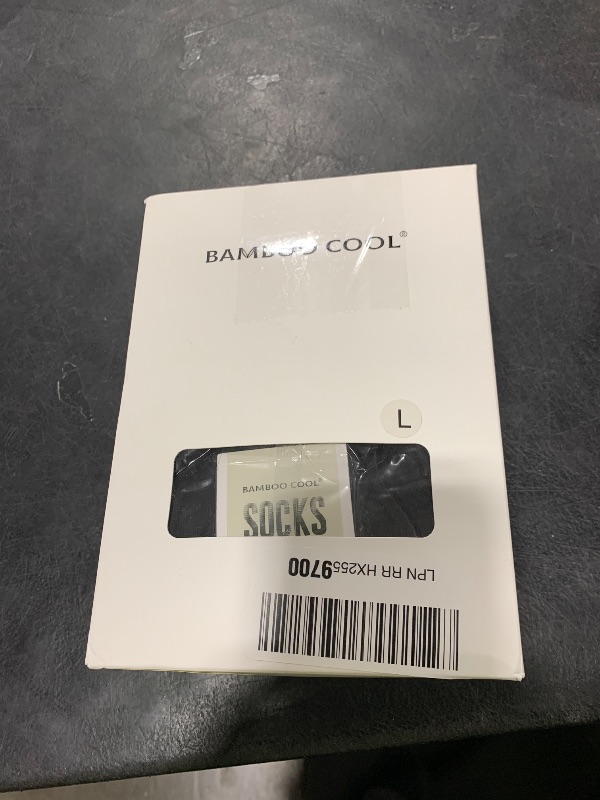 BAMBOO COOL®
L
BAMBOO COOL®
SOCKS
LPN RR HX2559700